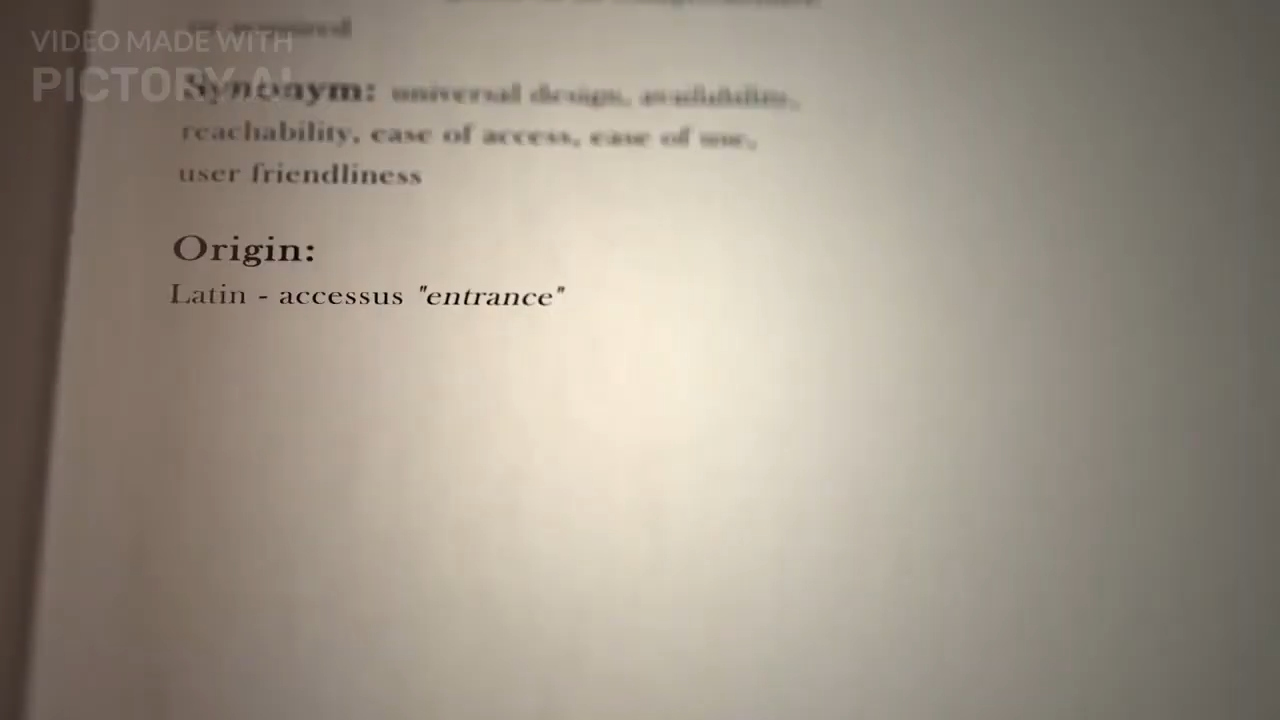 VIDEO MADE WITH
PICTORY.AI
Synonym: universal design, availability,
reachability, ease of access, ease of use,
user friendliness
Origin:
Latin - accessus "entrance"